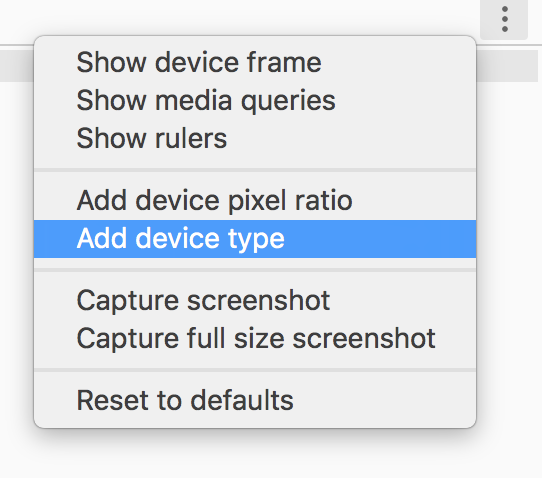 Show device frame
Show media queries
Show rulers
Add device pixel ratio
Add device type
Capture screenshot
Capture full size screenshot
Reset to defaults